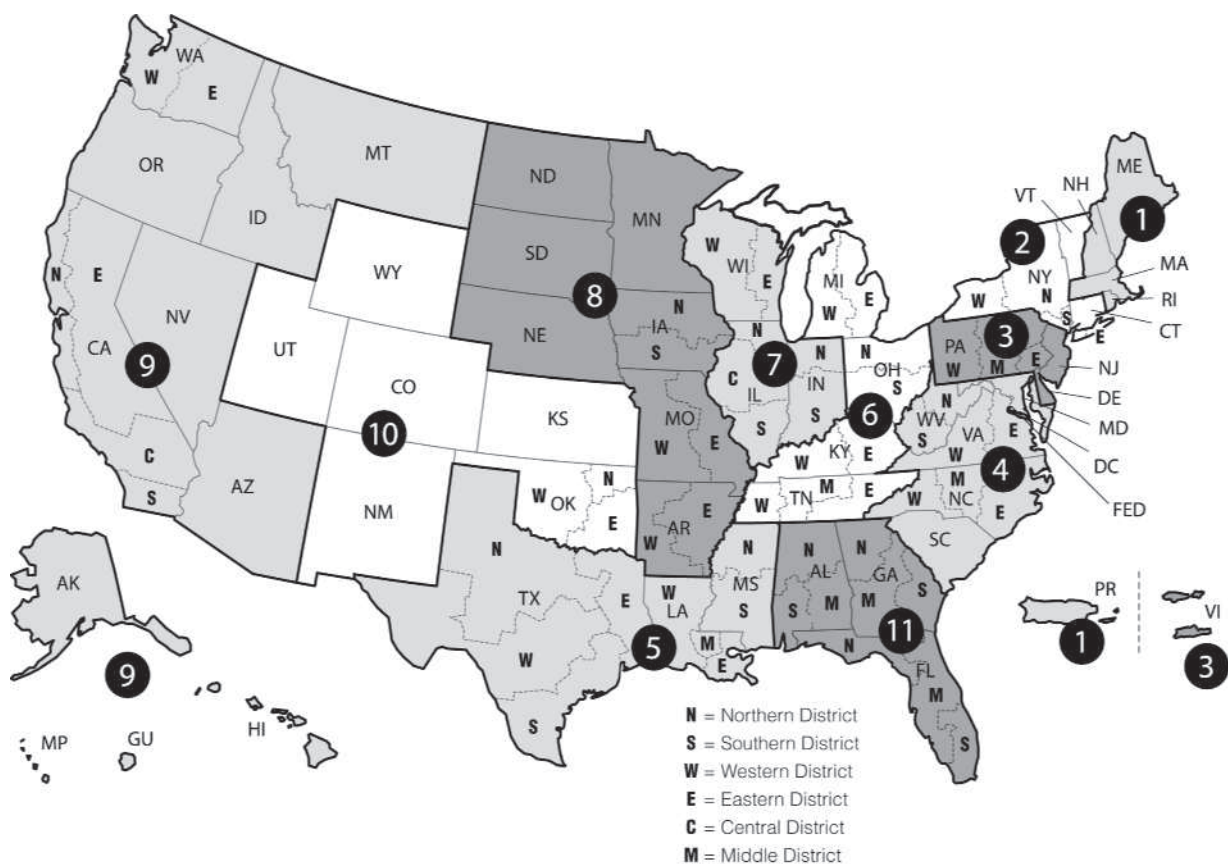 WA
W
E
OR
MT
ID
WY
N
E
NV
CA
9
UT
C
S
AZ
CO
10
NM
ND
SD
NE
MN
8
N
IA
S
KS
W
OK
N
E
MO
W
E
AR
E
W
W
WI
E
N
7
C
IL
S
N
IN
S
MI
W
E
N
OH
S
6
KY
W
E
TN
W
M
E
ME
NH
VT
1
2
NY
W
N
S
E
MA
RI
CT
3
PA
W
M
E
NJ
DE
MD
DC
FED
N
WV
S
VA
E
W
4
M
W
NC
E
SC
N
TX
E
W
S
W
LA
M
E
5
N
MS
S
N
AL
S
M
N
GA
M
S
11
N
FL
M
S
AK
9
HI
MP
GU
PR
1
VI
3
N = Northern District
S = Southern District
W = Western District
E = Eastern District
C = Central District
M = Middle District